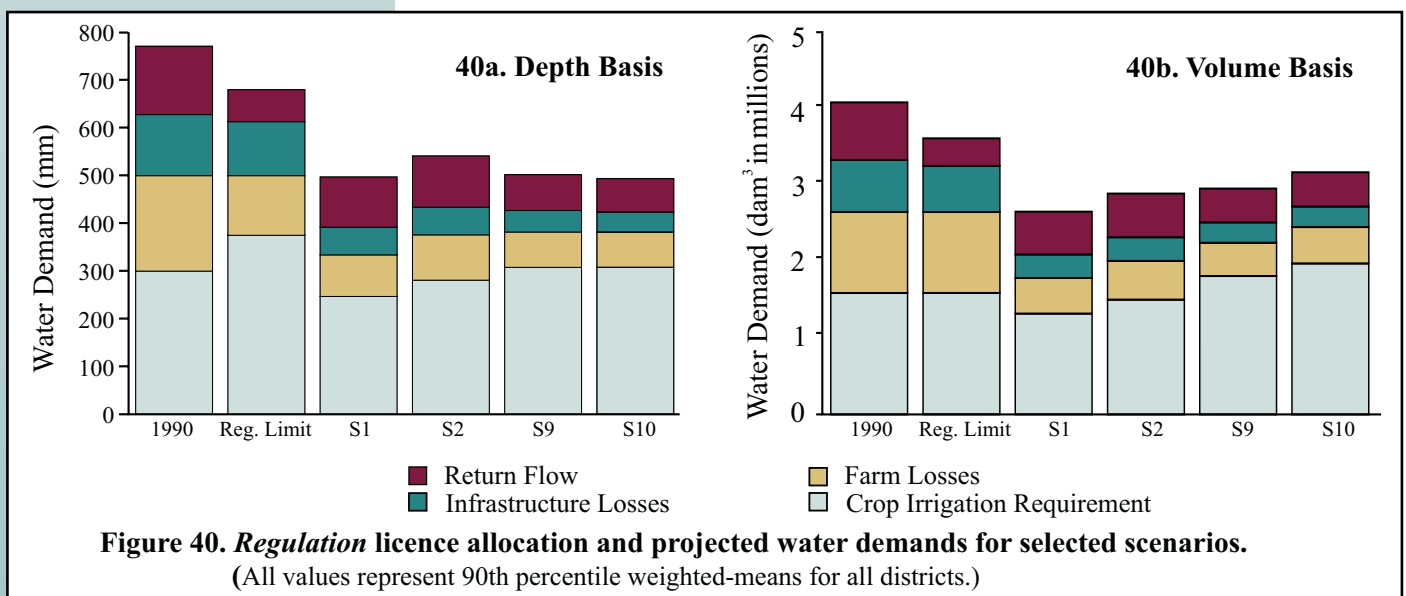 40a. Depth Basis
Water Demand (mm)
800
700
600
500
400
300
200
100
0
1990 Reg. Limit S1 S2 S9 S10
40b. Volume Basis
Water Demand (dam³ in millions)
5
4
3
2
1
0
1990 Reg. Limit S1 S2 S9 S10
Return Flow
Infrastructure Losses
Farm Losses
Crop Irrigation Requirement
Figure 40. Regulation licence allocation and projected water demands for selected scenarios.
(All values represent 90th percentile weighted-means for all districts.)